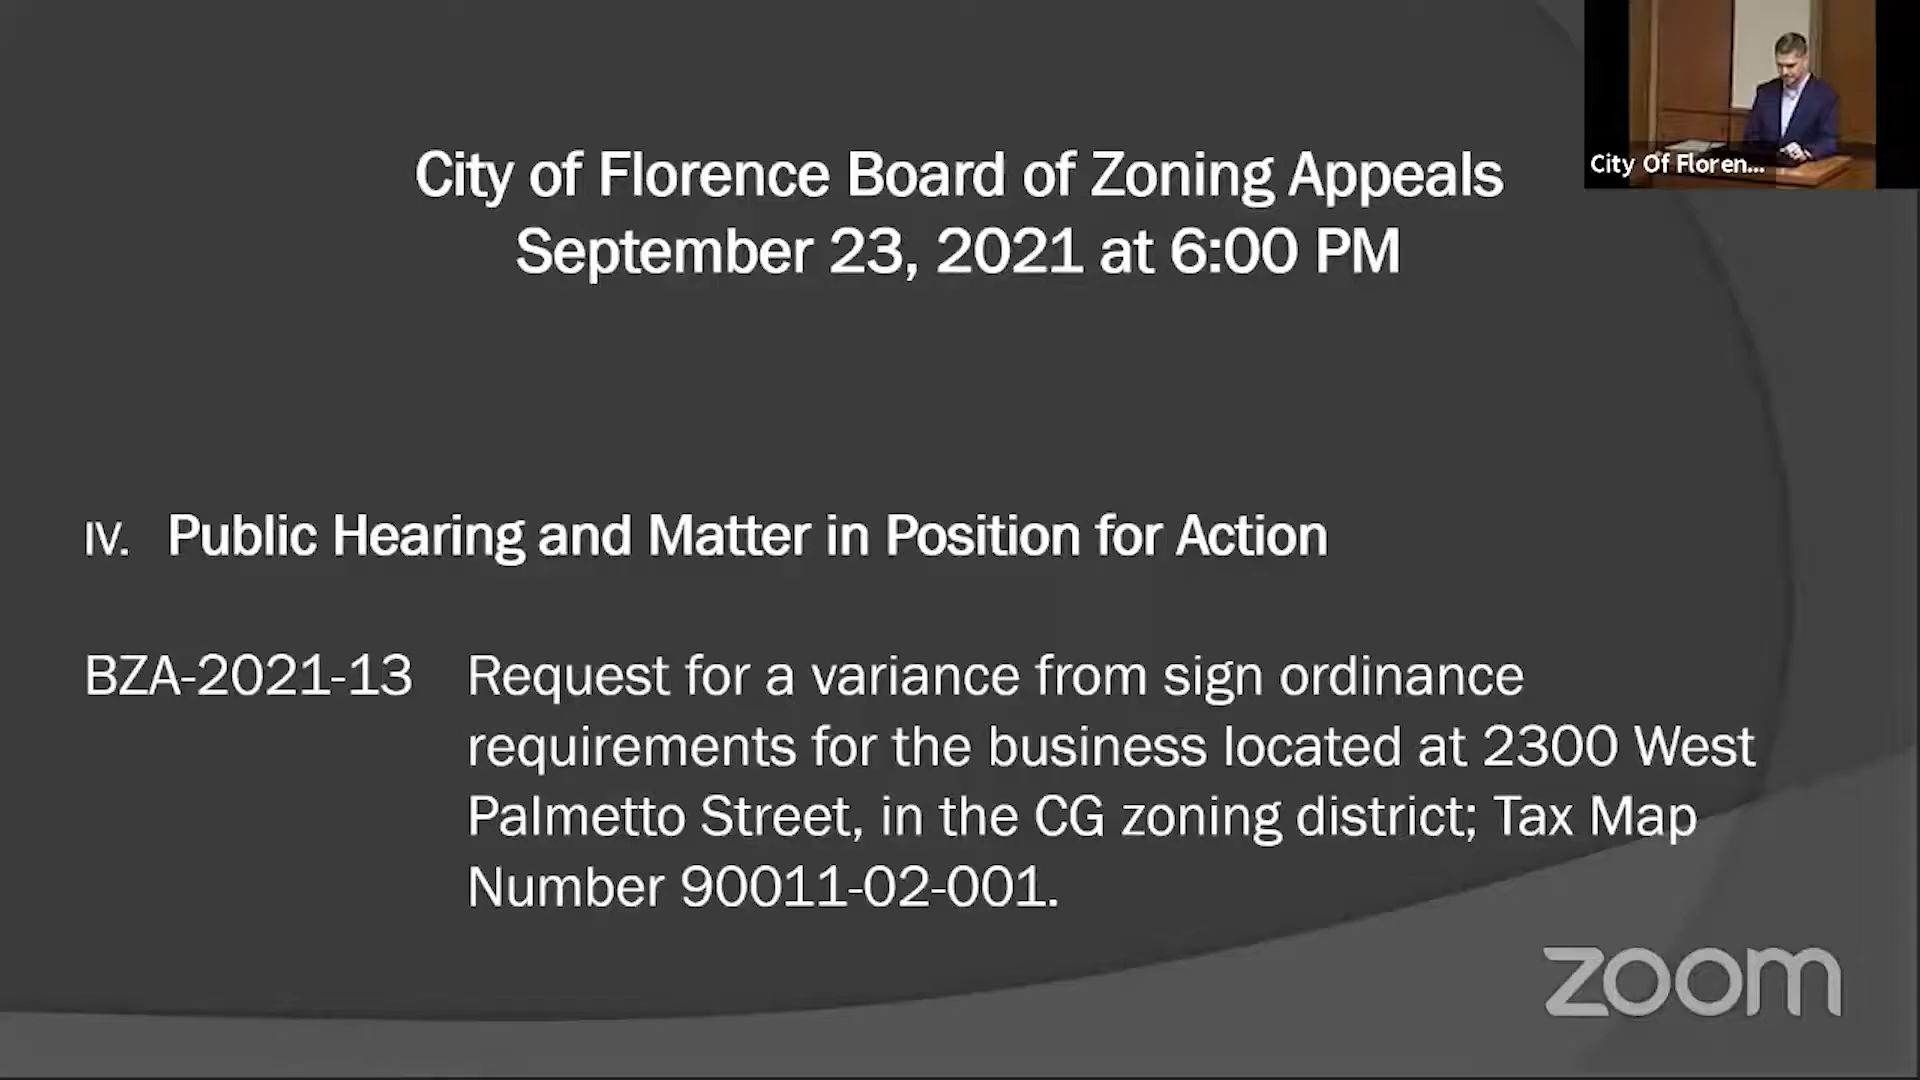 City of Florence Board of Zoning Appeals
September 23, 2021 at 6:00 PM
City Of Floren...
IV. Public Hearing and Matter in Position for Action
BZA-2021-13 Request for a variance from sign ordinance
requirements for the business located at 2300 West
Palmetto Street, in the CG zoning district; Tax Map
Number 90011-02-001.
zoom